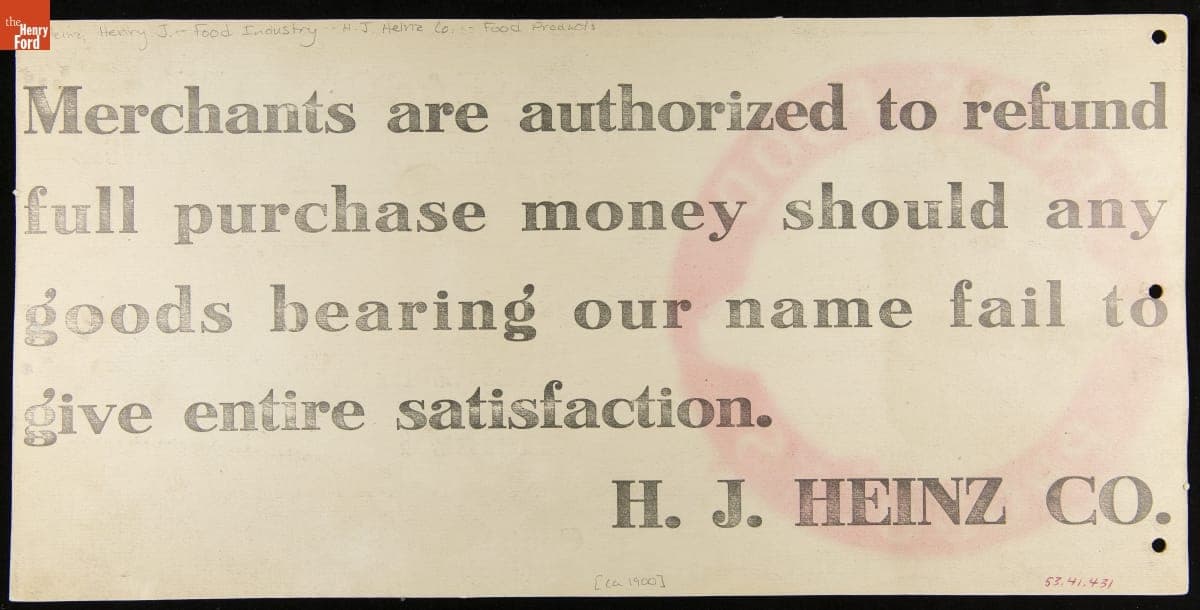 the
Henry
Ford
Heinz, Henry J. - Food Industry - H. J. Heinz Co. - Food Products
Merchants are authorized to refund
full purchase money should any
goods bearing our name fail to
give entire satisfaction.
H. J. HEINZ CO.
[ca 1900]
53.41.431